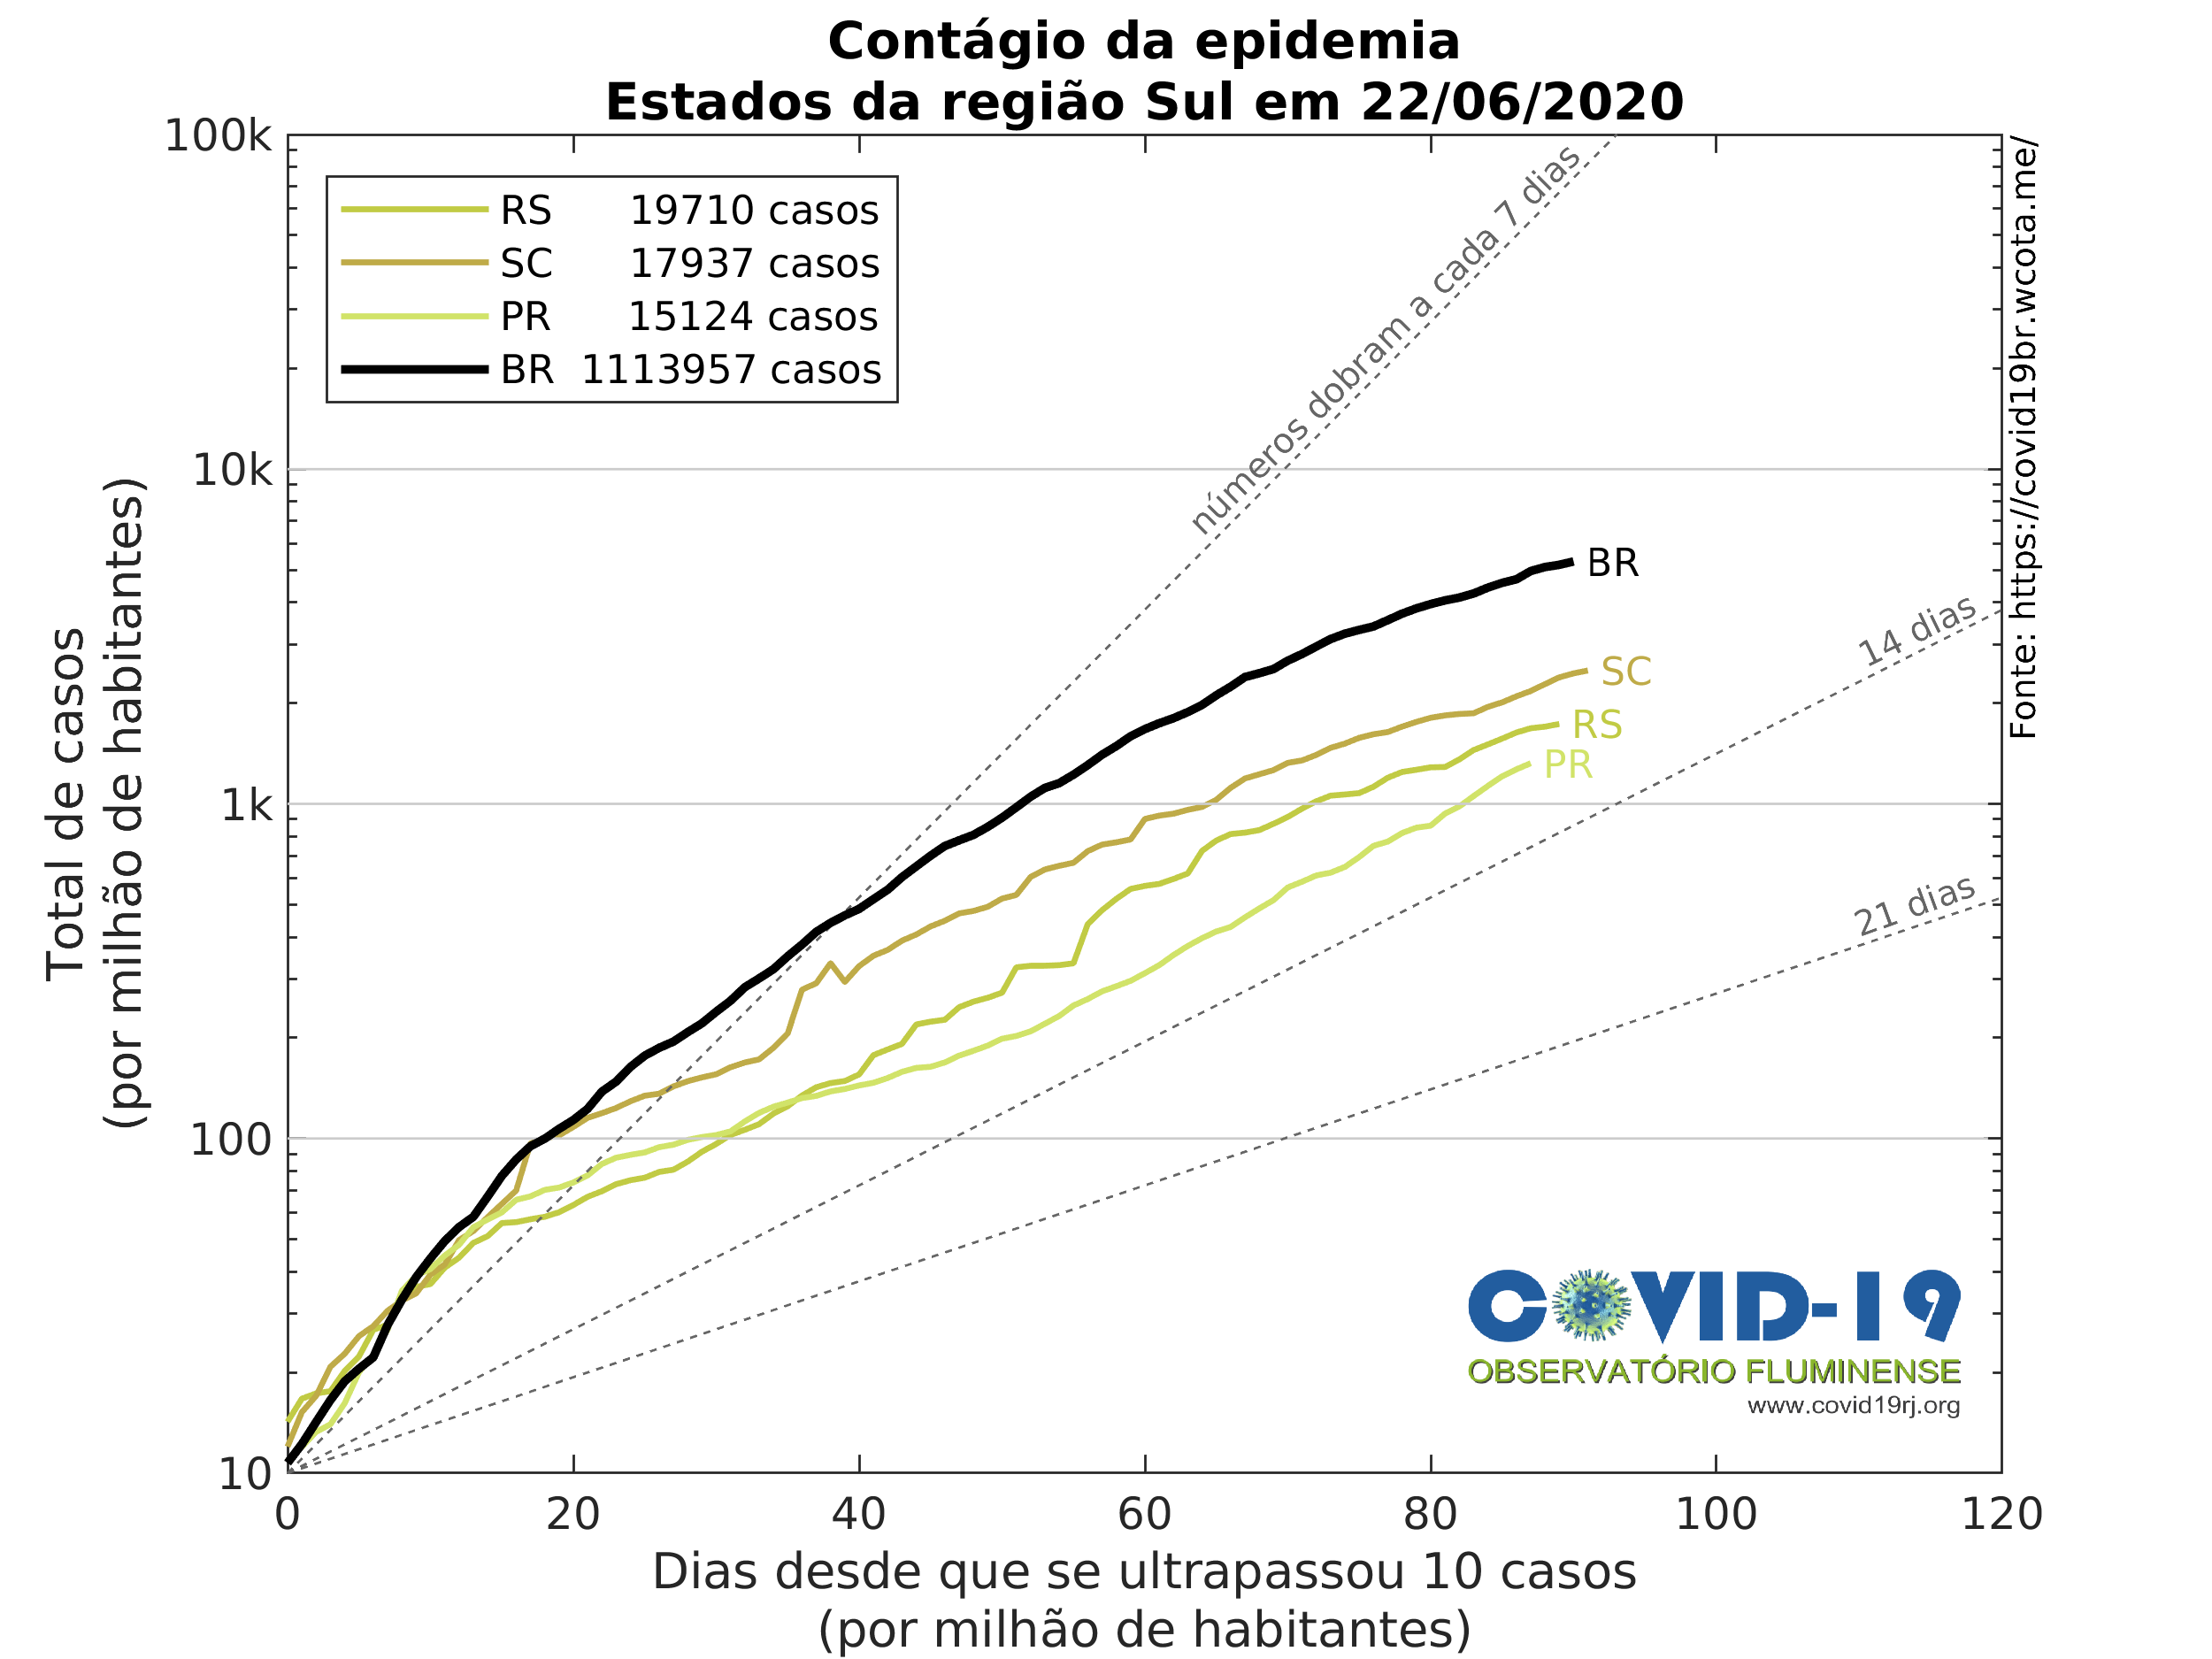 Contágio da epidemia
Estados da região Sul em 22/06/2020
Total de casos
(por milhão de habitantes)
100k
10k
1k
100
10
RS 19710 casos
SC 17937 casos
PR 15124 casos
BR 1113957 casos
números dobram a cada 7 dias
14 dias
21 dias
BR
SC
RS
PR
Fonte: https://covid19br.wcota.me/
COVID-19
OBSERVATÓRIO FLUMINENSE
www.covid19rj.org
0 20 40 60 80 100 120
Dias desde que se ultrapassou 10 casos
(por milhão de habitantes)